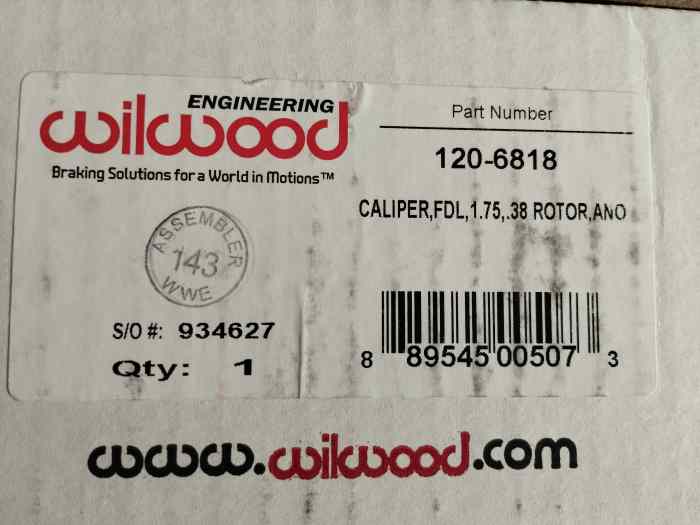 ENGINEERING
wilwood
Braking Solutions for a World in Motions™
Part Number
120-6818
CALIPER,FDL,1.75,.38 ROTOR,ANO
ASSEMBLER
143
WWE
S/O #: 934627
Qty: 1
8 89545 00507 3
www.wilwood.com